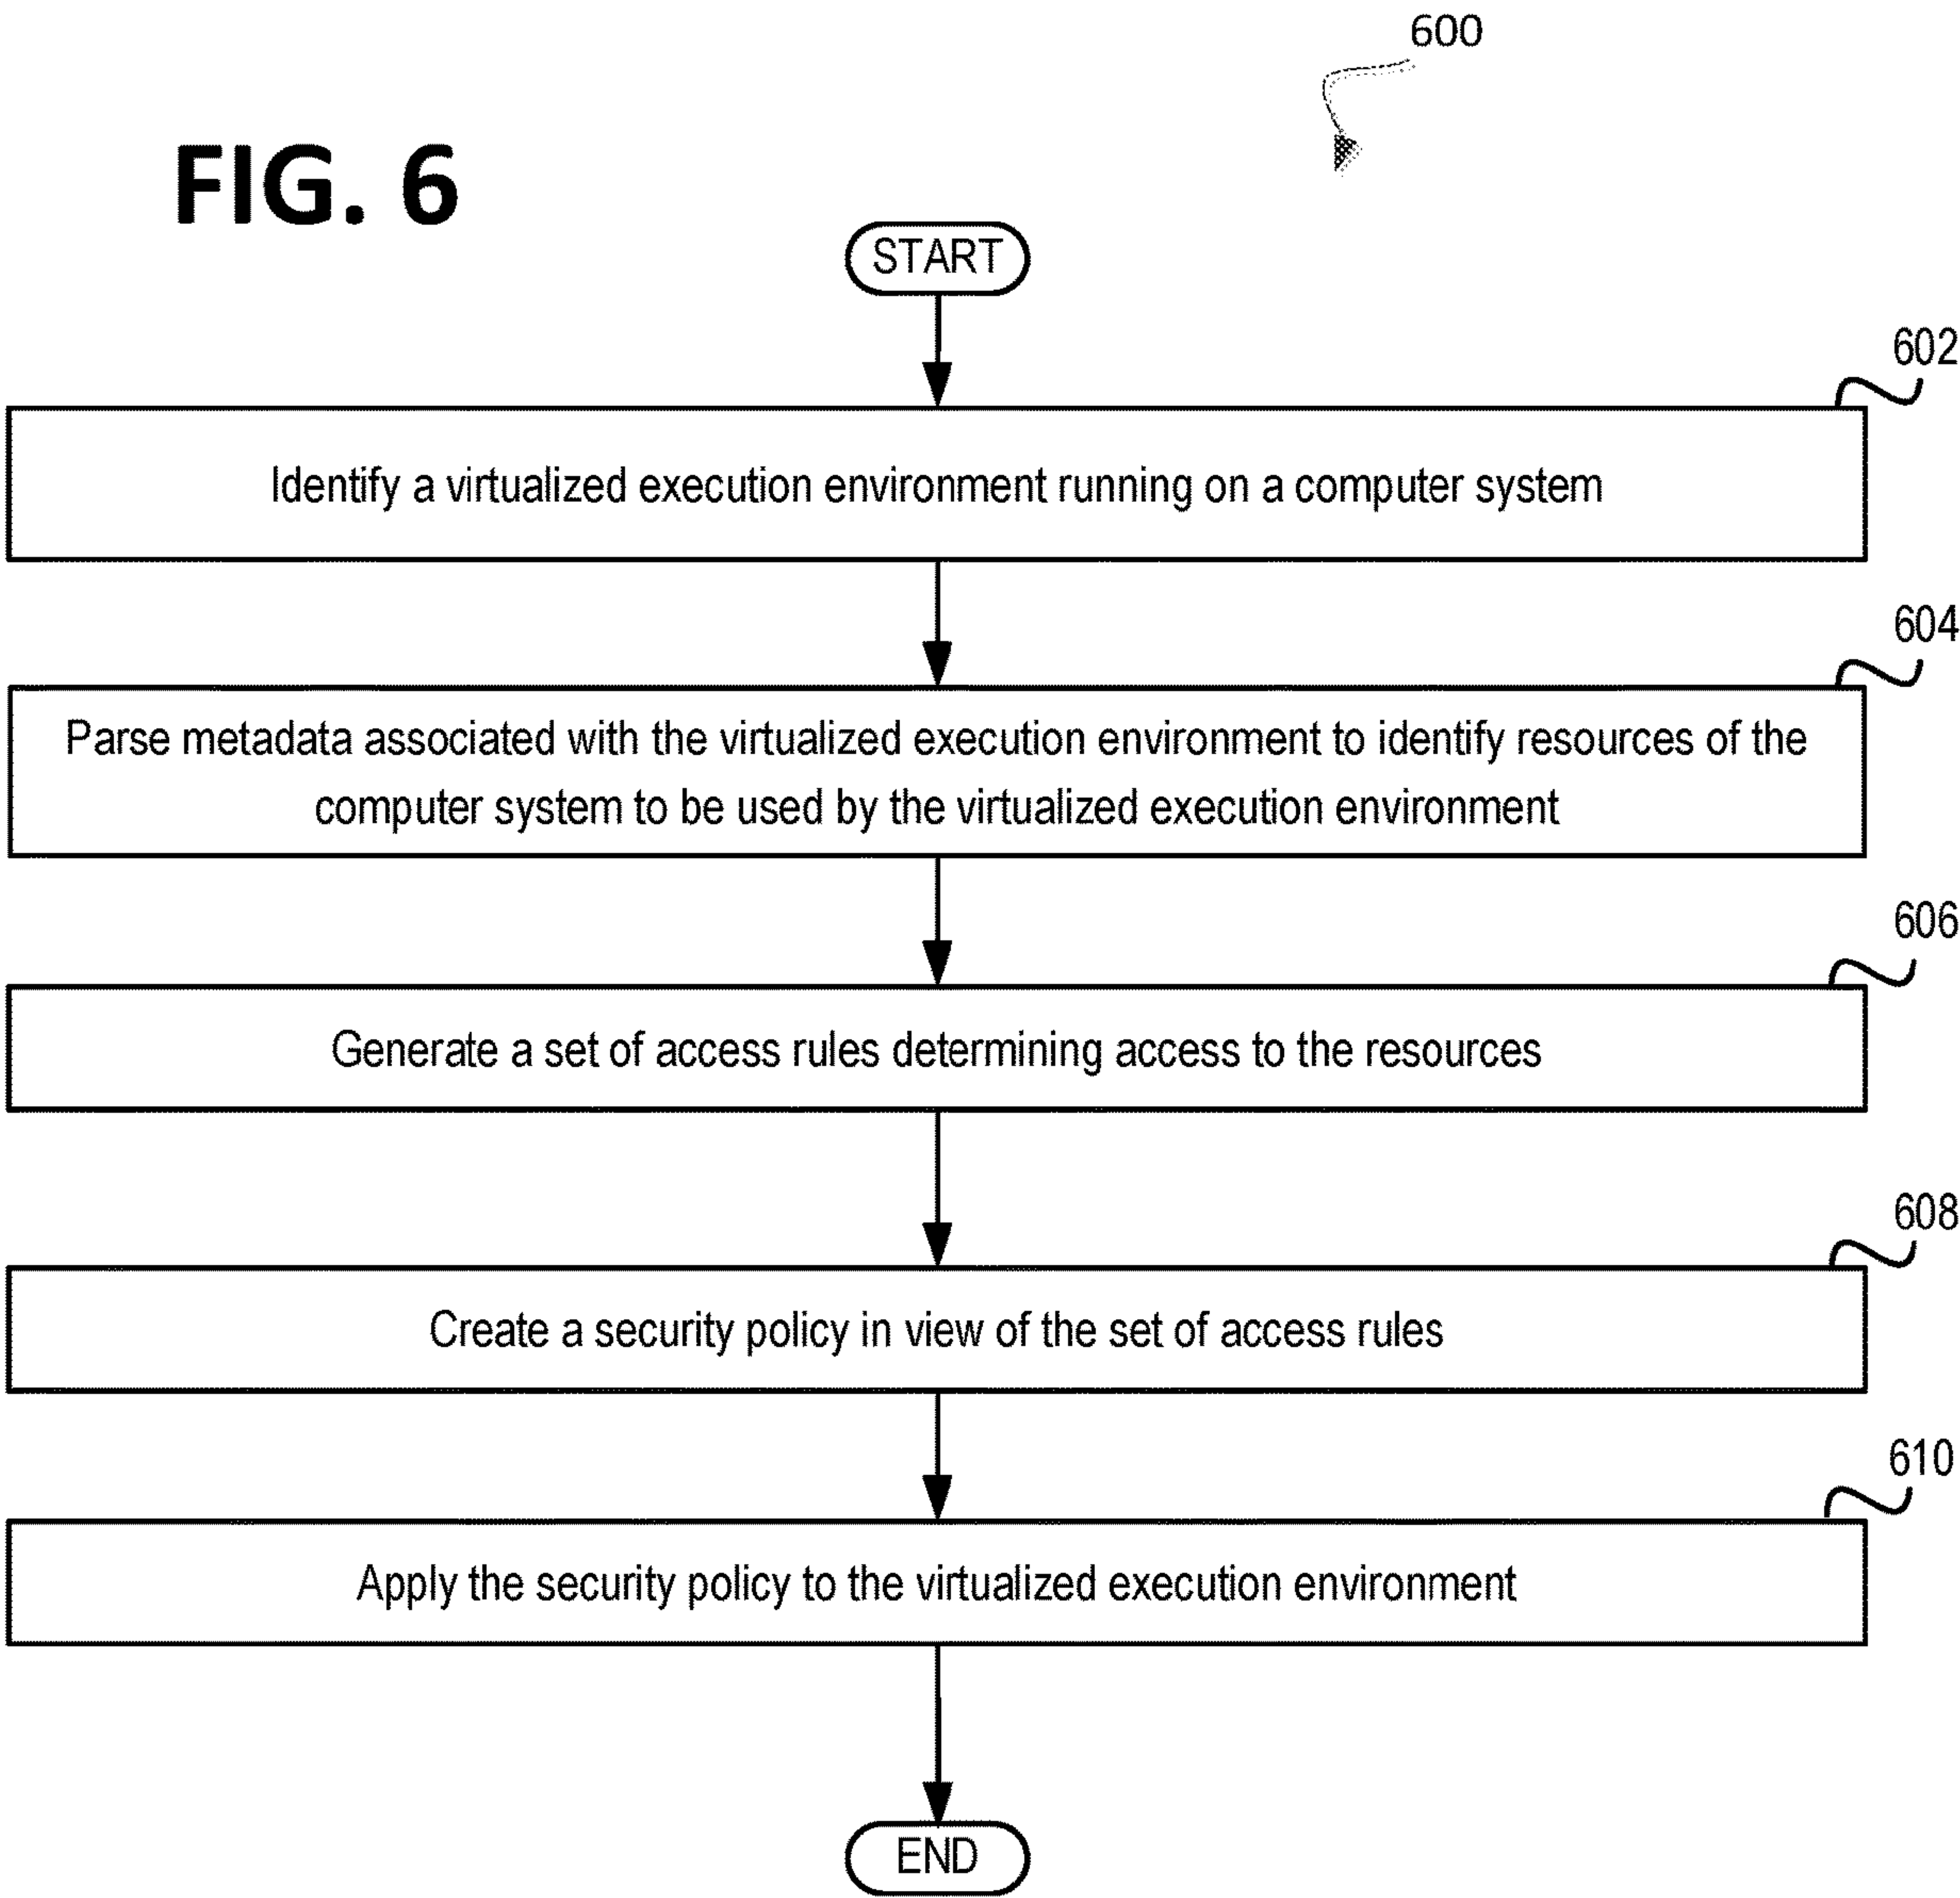 600
FIG. 6
START
602
Identify a virtualized execution environment running on a computer system
604
Parse metadata associated with the virtualized execution environment to identify resources of the
computer system to be used by the virtualized execution environment
606
Generate a set of access rules determining access to the resources
608
Create a security policy in view of the set of access rules
610
Apply the security policy to the virtualized execution environment
END